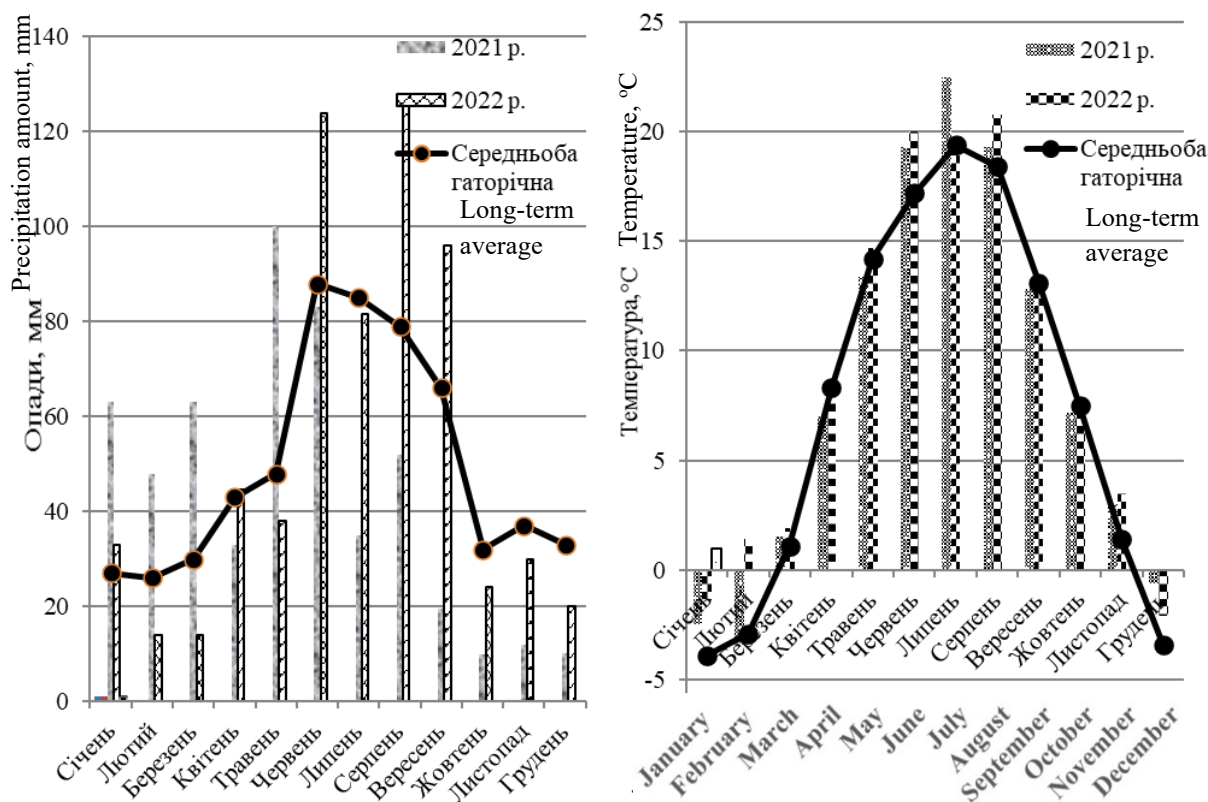 Precipitation amount, mm
Опади, мм
140
120
100
80
60
40
20
0
2021 р.
2022 р.
Середньоба
гаторічна
Long-term
average
Січень
Лютий
Березень
Квітень
Травень
Червень
Липень
Серпень
Вересень
Жовтень
Листопад
Грудень
Temperature, °C
Температура,°C
25
20
15
10
5
0
-5
2021 р.
2022 р.
Середньоба
гаторічна
Long-term
average
Січень
Лютий
Березень
Квітень
Травень
Червень
Липень
Серпень
Вересень
Жовтень
Листопад
Грудень
January
February
March
April
May
June
July
August
September
October
November
December